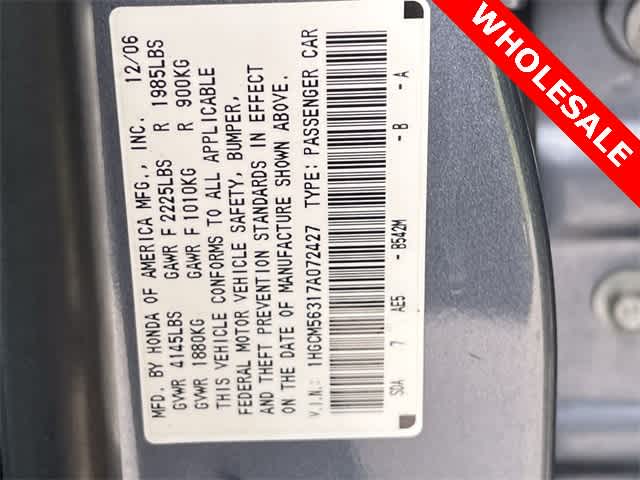 WHOLESALE
MFD. BY HONDA OF AMERICA MFG., INC. 12/06
GVWR 4145LBS GAWR F 2225LBS R 1985LBS
GVWR 1880KG GAWR F 1010KG R 900KG
THIS VEHICLE CONFORMS TO ALL APPLICABLE
FEDERAL MOTOR VEHICLE SAFETY, BUMPER,
AND THEFT PREVENTION STANDARDS IN EFFECT
ON THE DATE OF MANUFACTURE SHOWN ABOVE.
V.I.N.: 1HGCM56317A072427 TYPE: PASSENGER CAR
SDA 7 AE5 - B542M - B - A